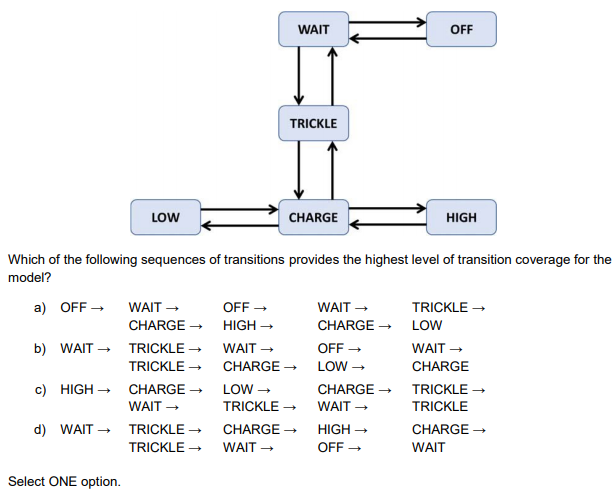 WAIT
OFF
TRICKLE
LOW
CHARGE
HIGH
Which of the following sequences of transitions provides the highest level of transition coverage for the
model?
a) OFF → WAIT → OFF → WAIT → TRICKLE →
CHARGE → HIGH → CHARGE → LOW
b) WAIT → TRICKLE → WAIT → OFF → WAIT →
TRICKLE → CHARGE → LOW → CHARGE
c) HIGH → CHARGE → LOW → CHARGE → TRICKLE →
WAIT → TRICKLE → WAIT → TRICKLE
d) WAIT → TRICKLE → CHARGE → HIGH → CHARGE →
TRICKLE → WAIT → OFF → WAIT
Select ONE option.